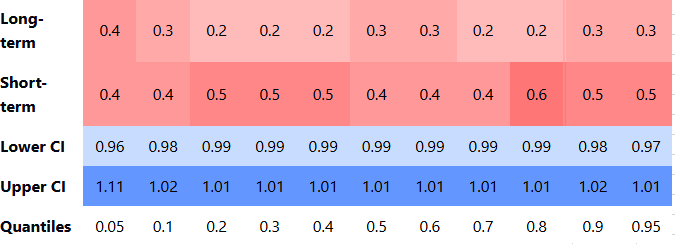 Long-
term 0.4 0.3 0.2 0.2 0.2 0.3 0.3 0.2 0.2 0.3 0.3
Short-
term 0.4 0.4 0.5 0.5 0.5 0.4 0.4 0.4 0.6 0.5 0.5
Lower CI 0.96 0.98 0.99 0.99 0.99 0.99 0.99 0.99 0.99 0.98 0.97
Upper CI 1.11 1.02 1.01 1.01 1.01 1.01 1.01 1.01 1.01 1.02 1.01
Quantiles 0.05 0.1 0.2 0.3 0.4 0.5 0.6 0.7 0.8 0.9 0.95